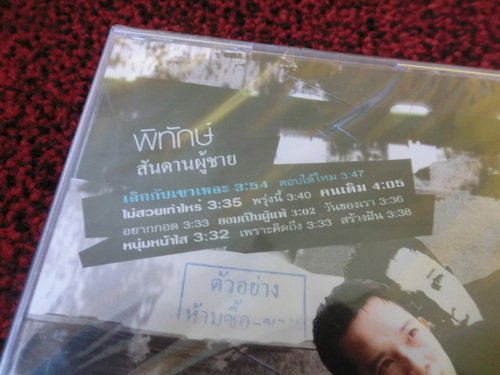 พิทักษ์
สันดานผู้ชาย
เลิกกับเขาเหอะ 3:54 ตอบได้ไหม 3:47
ไม่สวยเท่าไหร่ 3:35 พรุ่งนี้ 3:40 คนเดิม 4:05
อยากกอด 3:33 ยอมเป็นผู้แพ้ 3:02 วันของเรา 3:36
หนุ่มหน้าใส 3:32 เพราะคิดถึง 3:33 สร้างฝัน 3:38
ตัวอย่าง
ห้ามซื้อ-ขาย